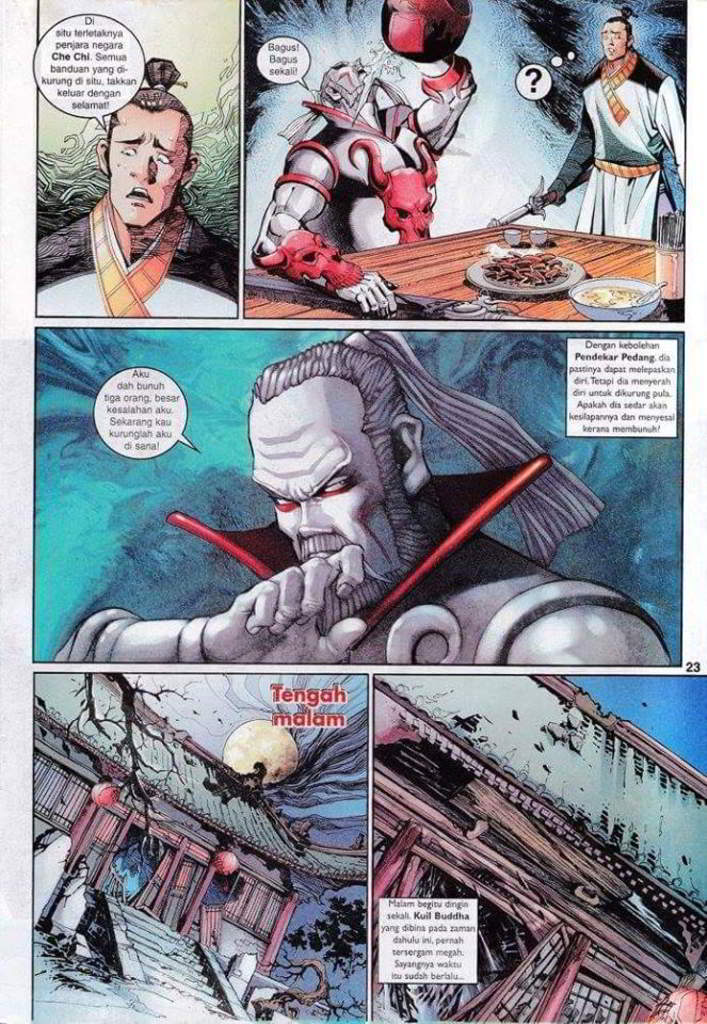 Di
situ terletaknya
penjara negara
Che Chi. Semua
banduan yang di-
kurung di situ, takkan
keluar dengan
selamat!
Bagus!
Bagus
sekali!
?
Aku
dah bunuh
tiga orang, besar
kesalahan aku.
Sekarang kau
kurunglah aku
di sana!
Dengan kebolehan
Pendekar Pedang, dia
pastinya dapat melepaskan
diri. Tetapi dia menyerah
diri untuk dikurung pula.
Apakah dia sedar akan
kesilapannya dan menyesal
kerana membunuh!
23
Tengah
malam
Malam begitu dingin
sekali. Kuil Buddha
yang dibina pada zaman
dahulu ini, pernah
tersergam megah.
Sayangnya waktu
itu sudah berlalu...